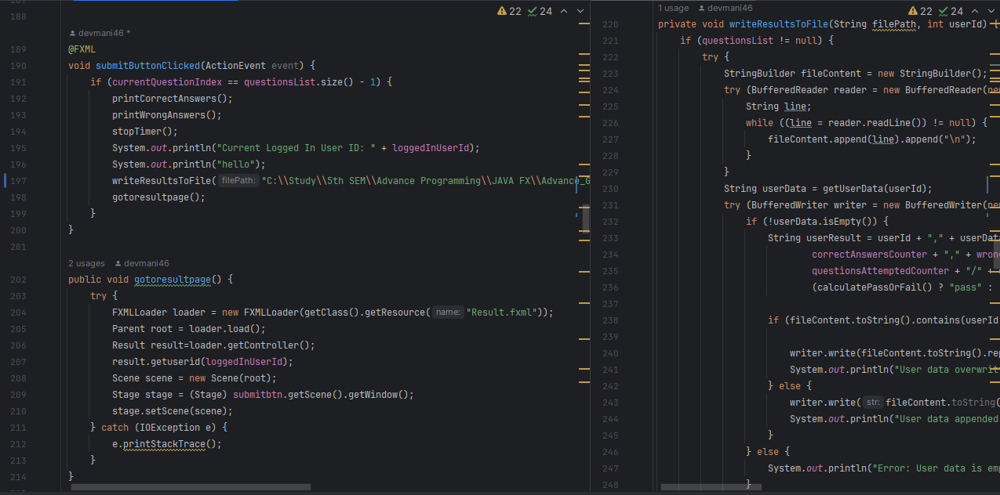 188
22 24
devmani46 *
189 @FXML
190 void submitButtonClicked(ActionEvent event) {
191 if (currentQuestionIndex == questionsList.size() - 1) {
192 printCorrectAnswers();
193 printWrongAnswers();
194 stopTimer();
195 System.out.println("Current Logged In User ID: " + loggedInUserId);
196 System.out.println("hello");
197 writeResultsToFile( filePath: "C:\\Study\\5th SEM\\Advance Programming\\JAVA FX\\Advance_G
198 gotoresultpage();
199 }
200 }
201
2 usages devmani46
202 public void gotoresultpage() {
203 try {
204 FXMLLoader loader = new FXMLLoader(getClass().getResource( name: "Result.fxml"));
205 Parent root = loader.load();
206 Result result=loader.getController();
207 result.getuserid(loggedInUserId);
208 Scene scene = new Scene(root);
209 Stage stage = (Stage) submitbtn.getScene().getWindow();
210 stage.setScene(scene);
211 } catch (IOException e) {
212 e.printStackTrace();
213 }
214 }
1 usage devmani46
22 24
220 private void writeResultsToFile(String filePath, int userId) {
221 if (questionsList != null) {
222 try {
223 StringBuilder fileContent = new StringBuilder();
224 try (BufferedReader reader = new BufferedReader(
225 String line;
226 while ((line = reader.readLine()) != null) {
227 fileContent.append(line).append("\n");
228 }
229 }
230 String userData = getUserData(userId);
231 try (BufferedWriter writer = new BufferedWriter(
232 if (!userData.isEmpty()) {
233 String userResult = userId + "," + userData
234 correctAnswersCounter + "," + wron
235 questionsAttemptedCounter + "/" +
236 (calculatePassOrFail() ? "pass" :
237
238 if (fileContent.toString().contains(userId
239
240 writer.write(fileContent.toString().rep
241 System.out.println("User data overwrit
242 } else {
243 writer.write( str: fileContent.toString(
244 System.out.println("User data appended
245 }
246 } else {
247 System.out.println("Error: User data is emp
248 }